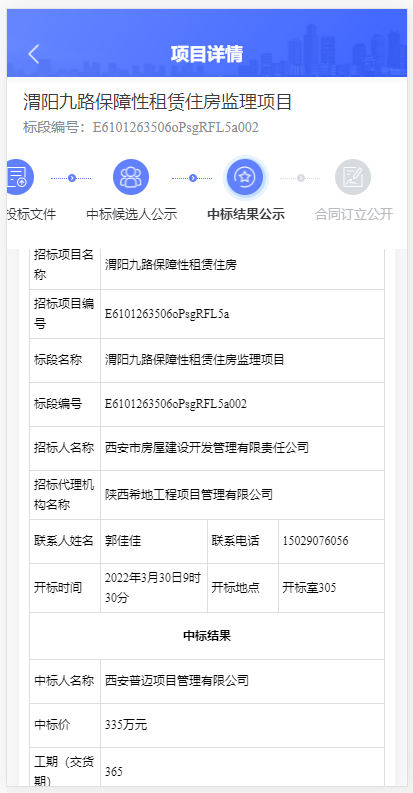 项目详情
渭阳九路保障性租赁住房监理项目
标段编号：E6101263506oPsgRFL5a002
投标文件
中标候选人公示
中标结果公示
合同订立公开
招标项目名
称
渭阳九路保障性租赁住房
招标项目编
号
E6101263506oPsgRFL5a
标段名称
渭阳九路保障性租赁住房监理项目
标段编号
E6101263506oPsgRFL5a002
招标人名称
西安市房屋建设开发管理有限责任公司
招标代理机
构名称
陕西希地工程项目管理有限公司
联系人姓名
郭佳佳
联系电话
15029076056
开标时间
2022年3月30日9时
30分
开标地点
开标室305
中标结果
中标人名称
西安普迈项目管理有限公司
中标价
335万元
工期（交货
期）
365